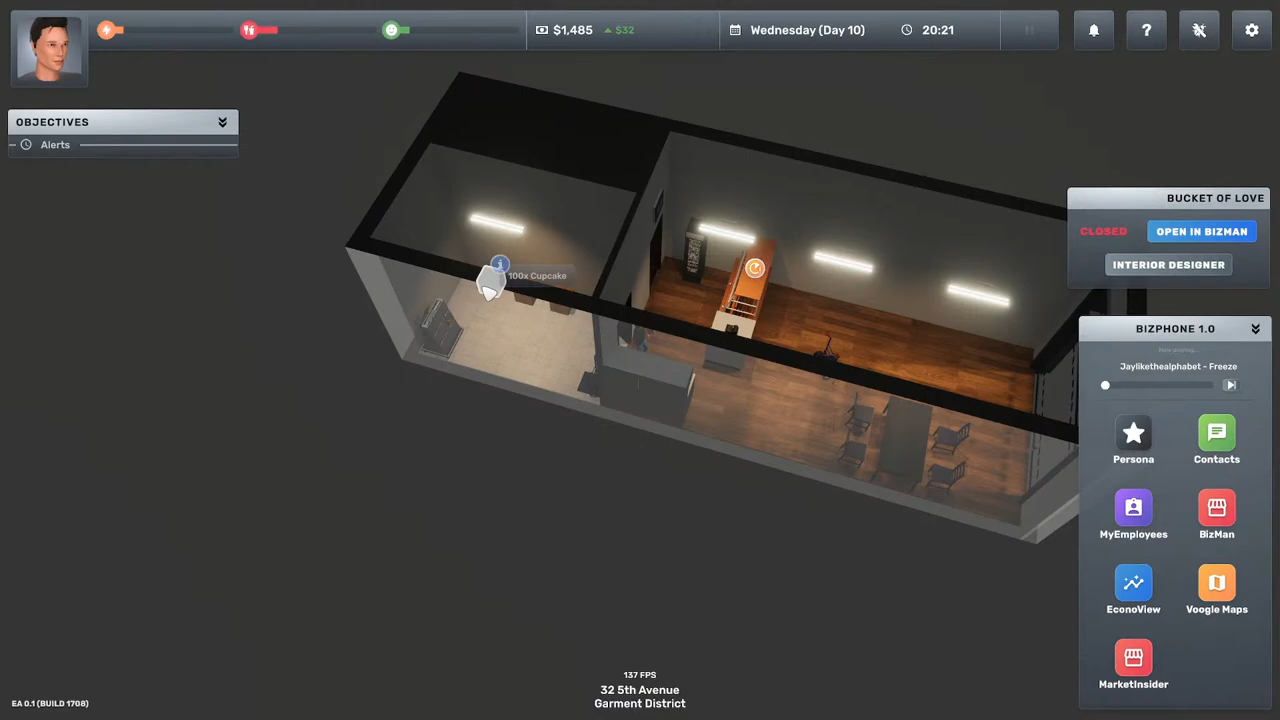 $1,485
$32
Wednesday (Day 10)
20:21
?
OBJECTIVES
Alerts
100x Cupcake
BUCKET OF LOVE
CLOSED
OPEN IN BIZMAN
INTERIOR DESIGNER
BIZPHONE 1.0
Now playing...
Jaylikethealphabet - Freeze
Persona
Contacts
MyEmployees
BizMan
EconoView
Voogle Maps
MarketInsider
137 FPS
32 5th Avenue
Garment District
EA 0.1 (BUILD 1708)